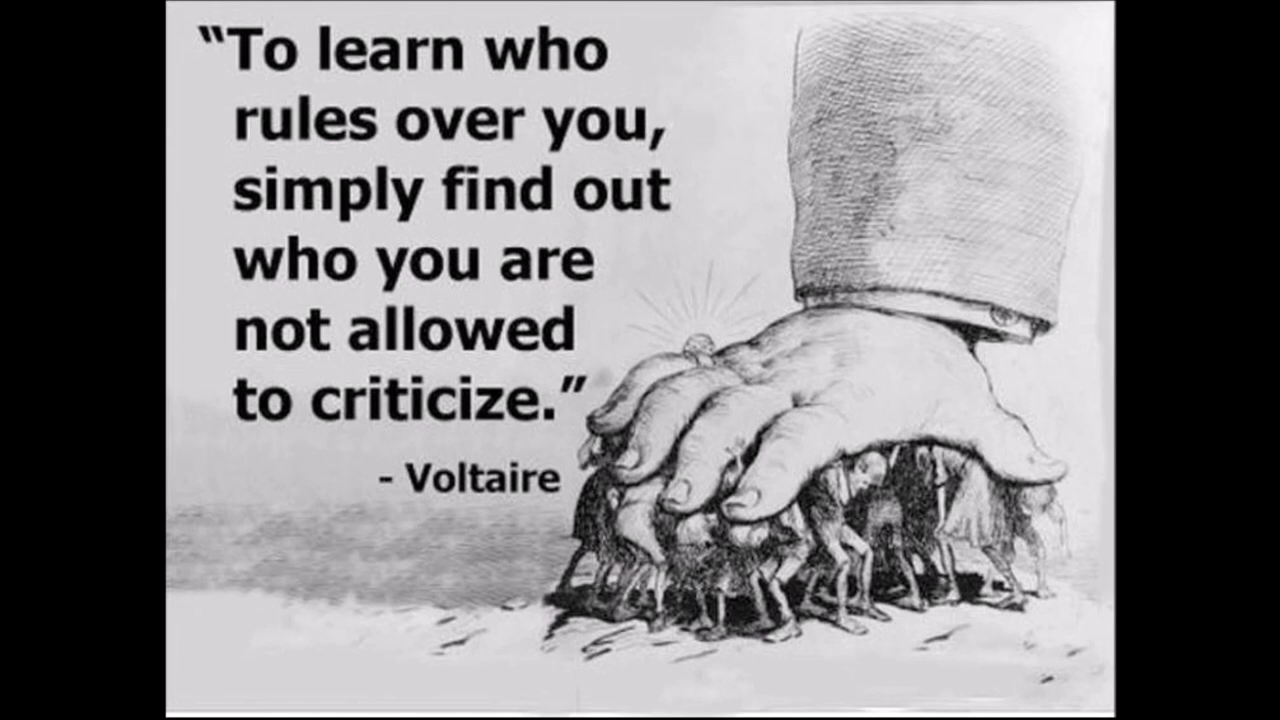 “To learn who
rules over you,
simply find out
who you are
not allowed
to criticize.”
- Voltaire